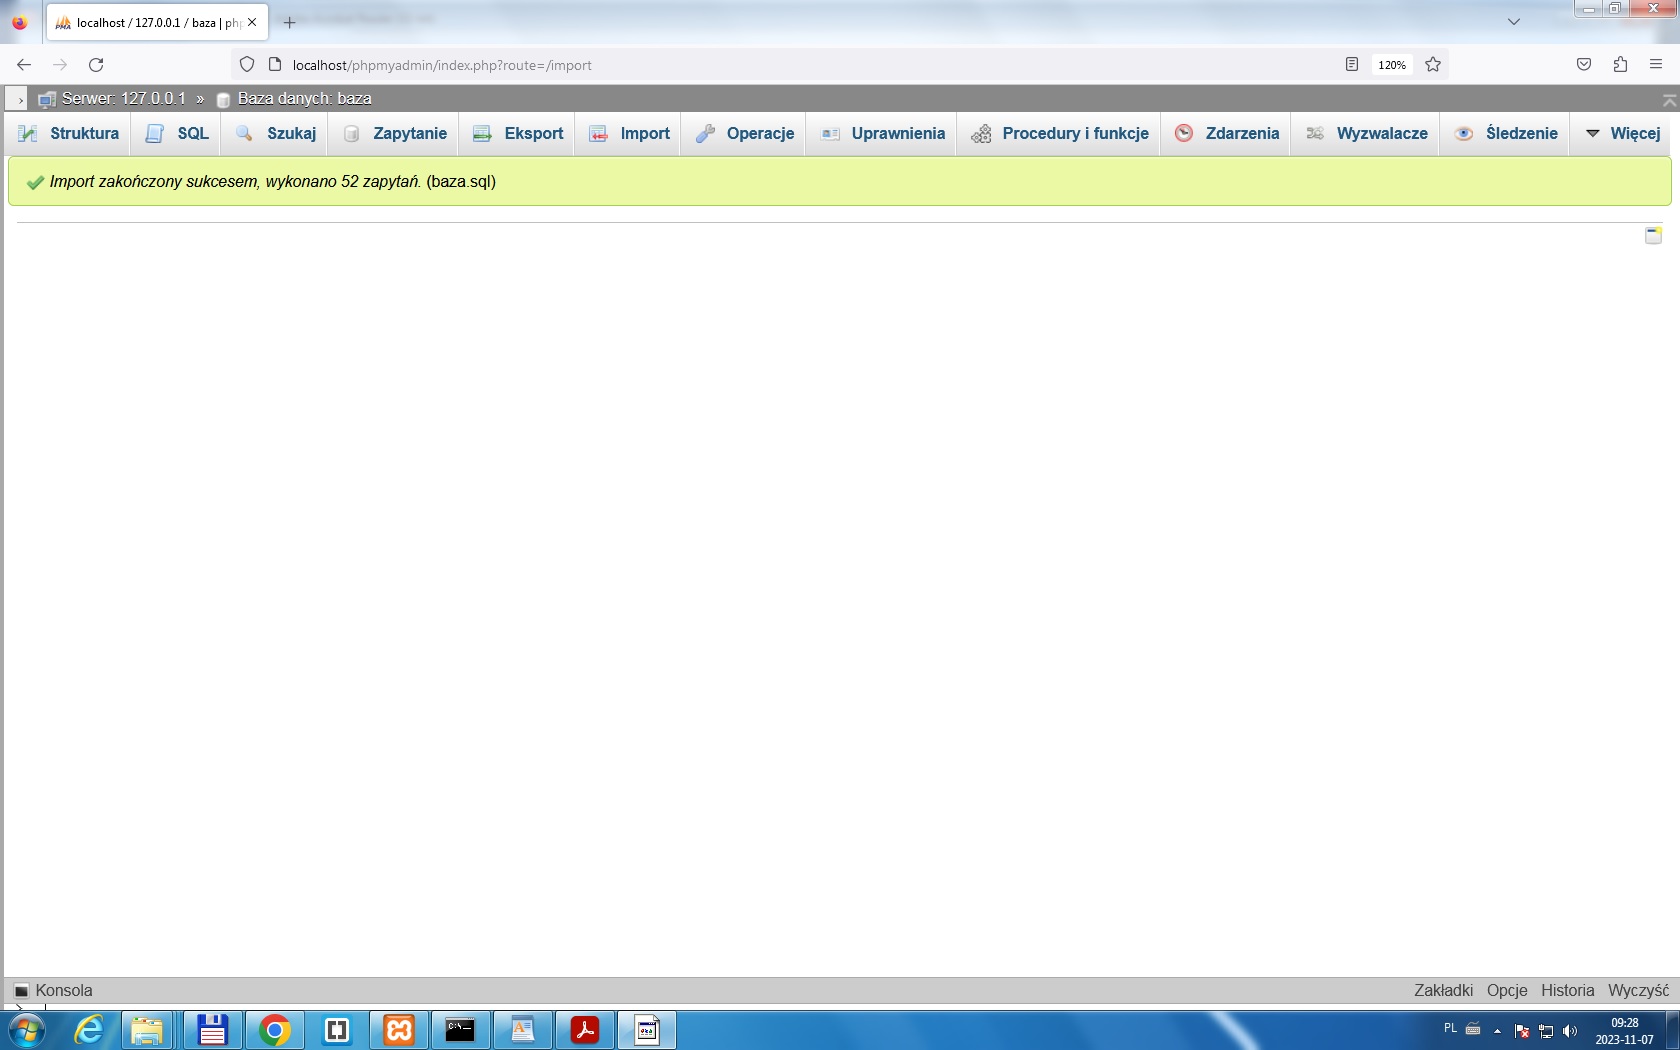 localhost / 127.0.0.1 / baza | php
localhost/phpmyadmin/index.php?route=/import
120%
Serwer: 127.0.0.1 » Baza danych: baza
Struktura SQL Szukaj Zapytanie Eksport Import Operacje Uprawnienia Procedury i funkcje Zdarzenia Wyzwalacze Śledzenie Więcej
Import zakończony sukcesem, wykonano 52 zapytań. (baza.sql)
Konsola Zakładki Opcje Historia Wyczyść
PL 09:28
2023-11-07